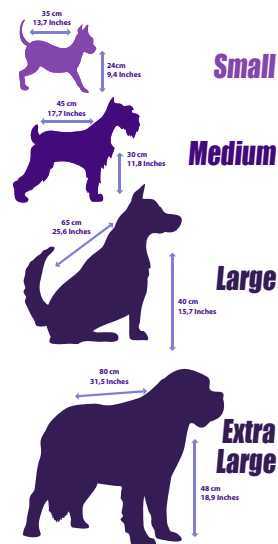 35 cm
13,7 Inches
24cm
9,4 Inches
Small
45 cm
17,7 Inches
30 cm
11,8 Inches
Medium
65 cm
25,6 Inches
40 cm
15,7 Inches
Large
80 cm
31,5 Inches
48 cm
18,9 Inches
Extra
Large